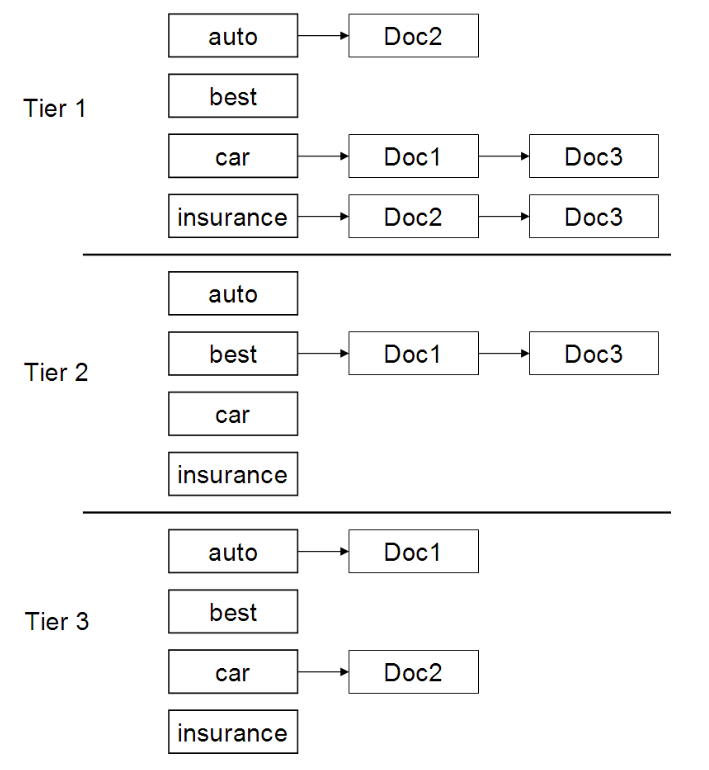 auto Doc2
Tier 1
best
car Doc1 Doc3
insurance Doc2 Doc3
auto
best Doc1 Doc3
Tier 2
car
insurance
auto Doc1
best
Tier 3
car Doc2
insurance